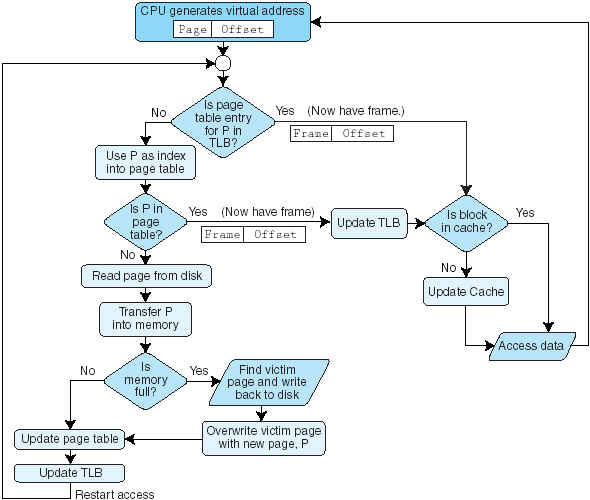 CPU generates virtual address
Page Offset
Is page
table entry
for P in
TLB?
No
Yes (Now have frame.)
Frame Offset
Use P as index
into page table
Is P in
page
table?
Yes (Now have frame)
Frame Offset
Update TLB
Is block
in cache?
Yes
No
No
Read page from disk
Update Cache
Transfer P
into memory
Access data
Is
memory
full?
No
Yes
Find victim
page and write
back to disk
Update page table
Overwrite victim page
with new page, P
Update TLB
Restart access